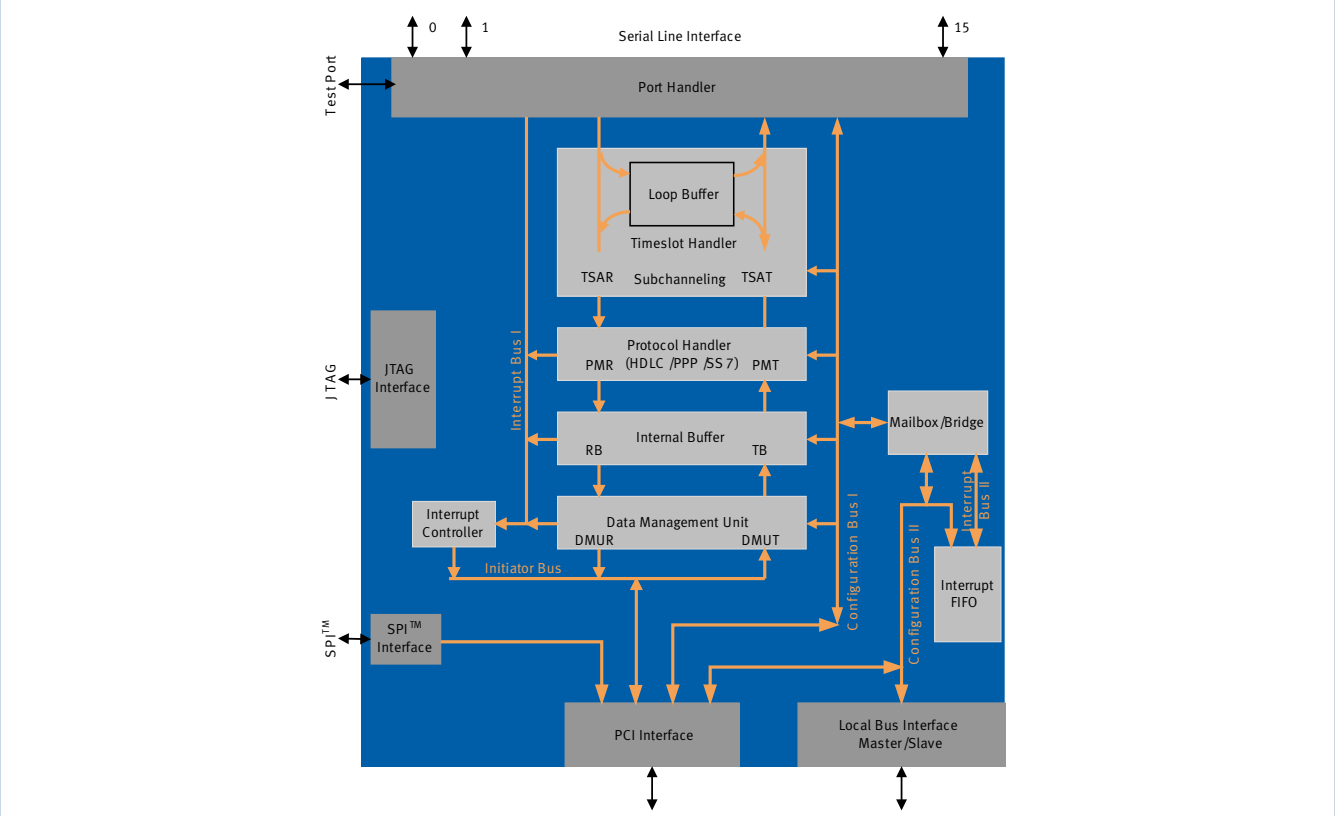 0
1
15
Serial Line Interface
Test Port
Port Handler
Loop Buffer
Timeslot Handler
TSAR
Subchanneling
TSAT
Interrupt Bus I
Protocol Handler
PMR
(HDLC /PPP /SS7)
PMT
JTAG
JTAG
Interface
Internal Buffer
RB
TB
Mailbox/Bridge
Interrupt
Bus II
Interrupt
Controller
Data Management Unit
DMUR
DMUT
Configuration Bus I
Configuration Bus II
Initiator Bus
Interrupt
FIFO
SPI™
SPI™
Interface
PCI Interface
Local Bus Interface
Master/Slave